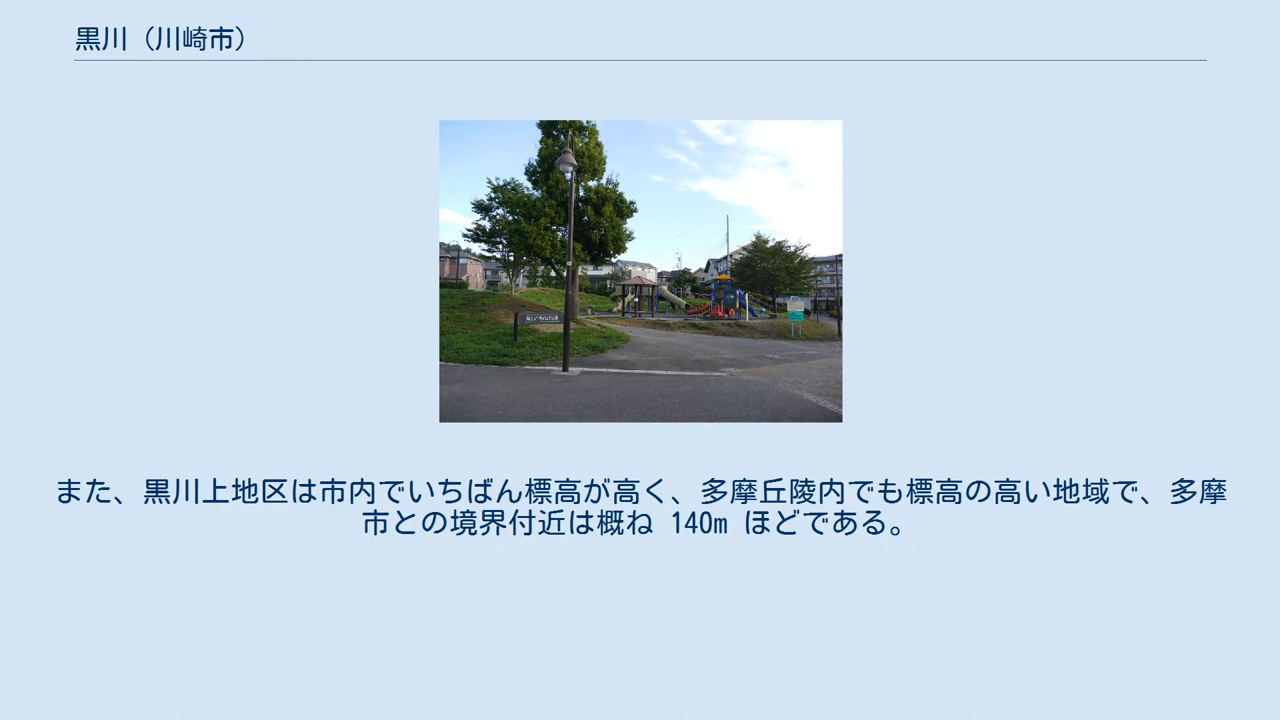 黒川（川崎市）
また、黒川上地区は市内でいちばん標高が高く、多摩丘陵内でも標高の高い地域で、多摩
市との境界付近は概ね 140m ほどである。